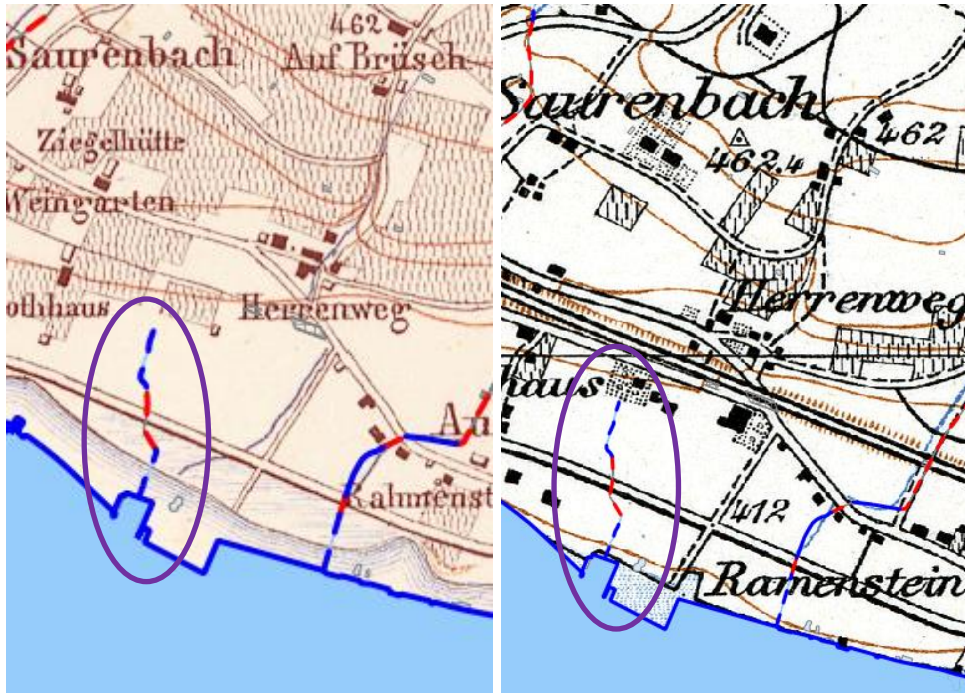 462
Saurenbach
Auf Brüsch
Ziegelhütte
Weingarten
othhaus
Herrenweg
Au
Rahmenst
Saurenbach
462
462.4
Herrenweg
haus
412
Ramenstein